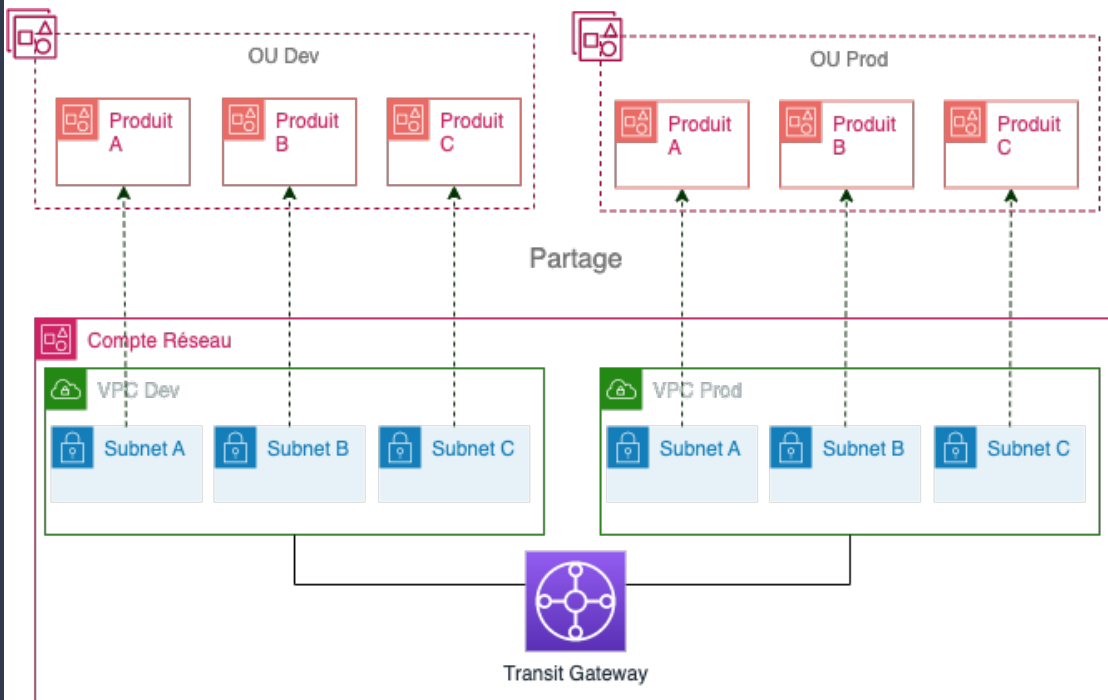 OU Dev
OU Prod
Produit
A
Produit
B
Produit
C
Produit
A
Produit
B
Produit
C
Partage
Compte Réseau
VPC Dev
VPC Prod
Subnet A
Subnet B
Subnet C
Subnet A
Subnet B
Subnet C
Transit Gateway